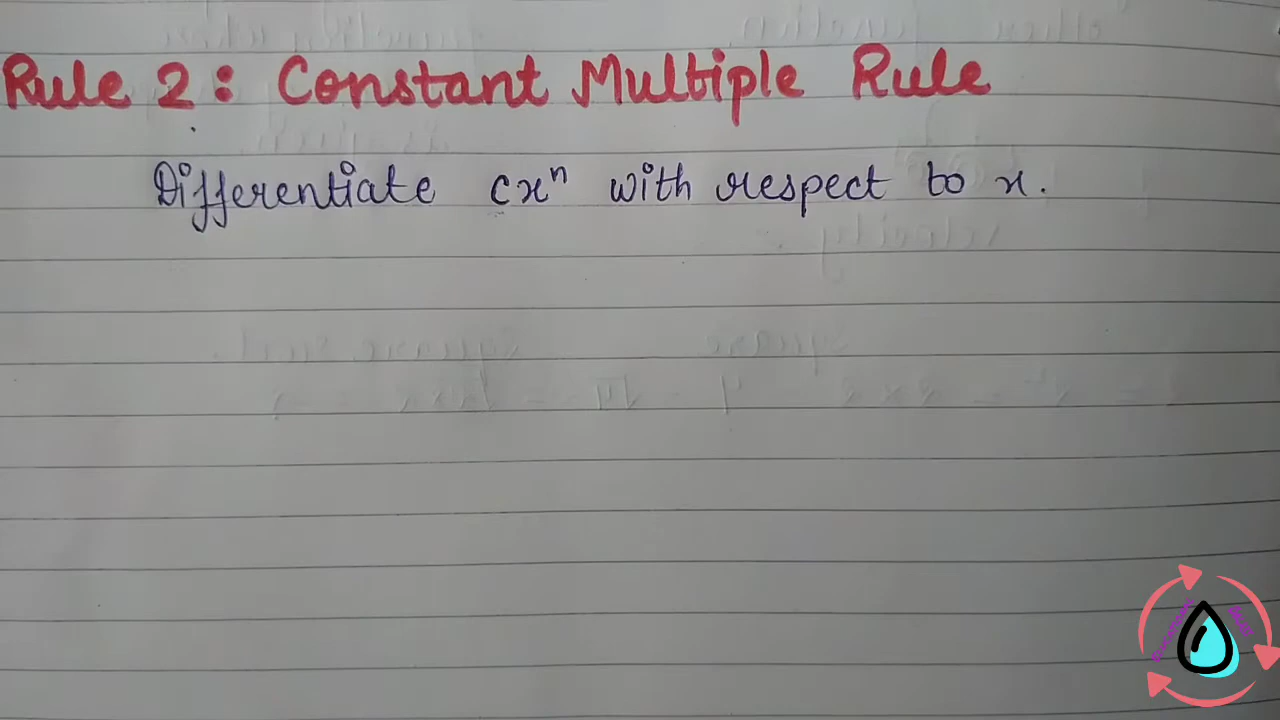 Rule 2: Constant Multiple Rule
Differentiate cxⁿ with respect to x.